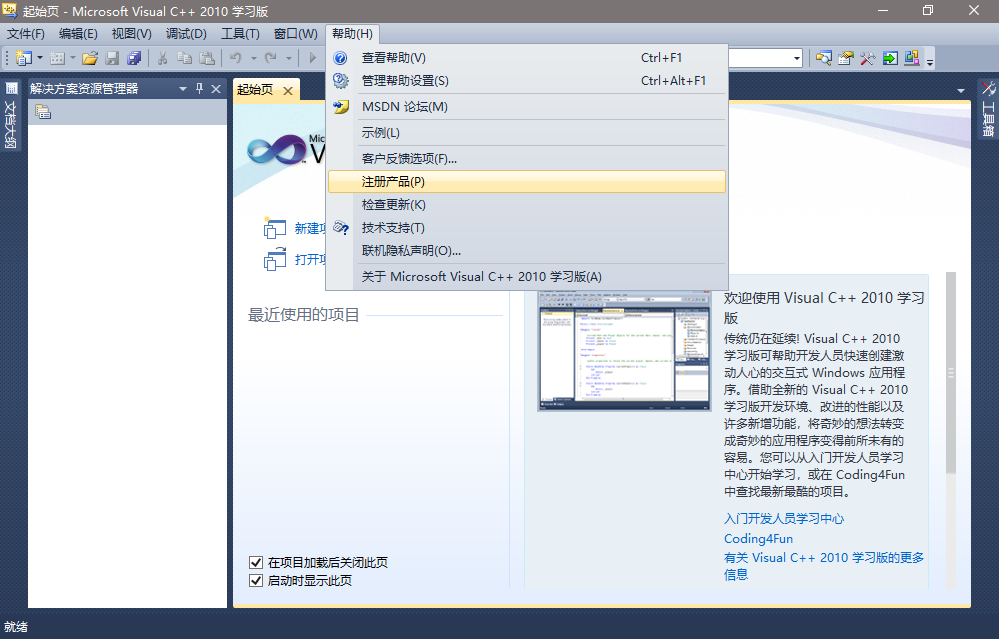 起始页 - Microsoft Visual C++ 2010 学习版
文件(F) 编辑(E) 视图(V) 调试(D) 工具(T) 窗口(W) 帮助(H)
查看帮助(V) Ctrl+F1
管理帮助设置(S) Ctrl+Alt+F1
MSDN 论坛(M)
示例(L)
客户反馈选项(F)...
注册产品(P)
检查更新(K)
技术支持(T)
联机隐私声明(O)...
关于 Microsoft Visual C++ 2010 学习版(A)
文档大纲
解决方案资源管理器
起始页
工具箱
Mic
V
新建项
打开项
最近使用的项目
在项目加载后关闭此页
启动时显示此页
欢迎使用 Visual C++ 2010 学习
版
传统仍在延续! Visual C++ 2010
学习版可帮助开发人员快速创建激
动人心的交互式 Windows 应用程
序。借助全新的 Visual C++ 2010
学习版开发环境、改进的性能以及
许多新增功能，将奇妙的想法转变
成奇妙的应用程序变得前所未有的
容易。您可以从入门开发人员学习
中心开始学习，或在 Coding4Fun
中查找最新最酷的项目。
入门开发人员学习中心
Coding4Fun
有关 Visual C++ 2010 学习版的更多
信息
就绪